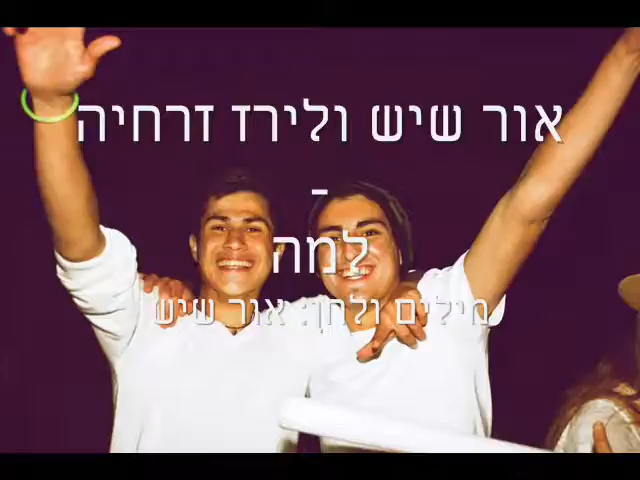 אור שיש ולירז זרחיה
-
למה
מילים ולחן: אור שיש